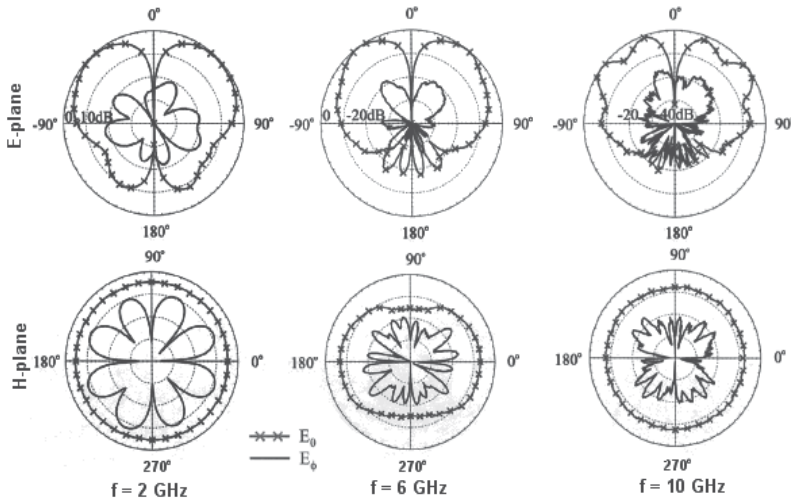 0° 0° 0°
E-plane
-90° 0 -10dB 90° -90° 0 -20dB 90° -90° -20 -40dB 90°
180° 180° 180°
90° 90° 90°
H-plane
180° 0° 180° 0° 180° 0°
Eθ
Eϕ
270° 270° 270°
f = 2 GHz f = 6 GHz f = 10 GHz